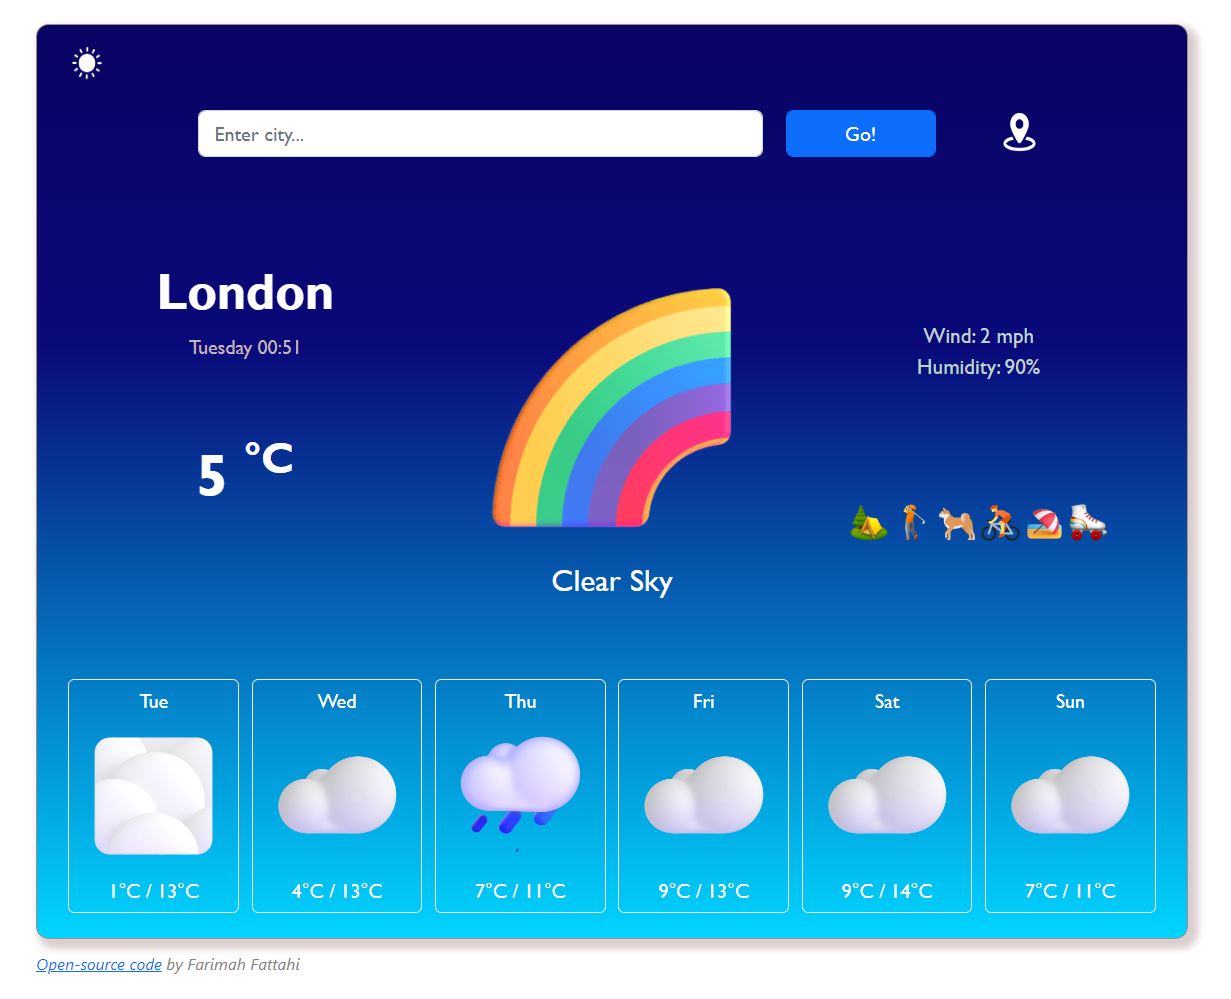 Enter city...
Go!
London
Tuesday 00:51
5 °C
Wind: 2 mph
Humidity: 90%
Clear Sky
Tue
1°C / 13°C
Wed
4°C / 13°C
Thu
7°C / 11°C
Fri
9°C / 13°C
Sat
9°C / 14°C
Sun
7°C / 11°C
Open-source code by Farimah Fattahi